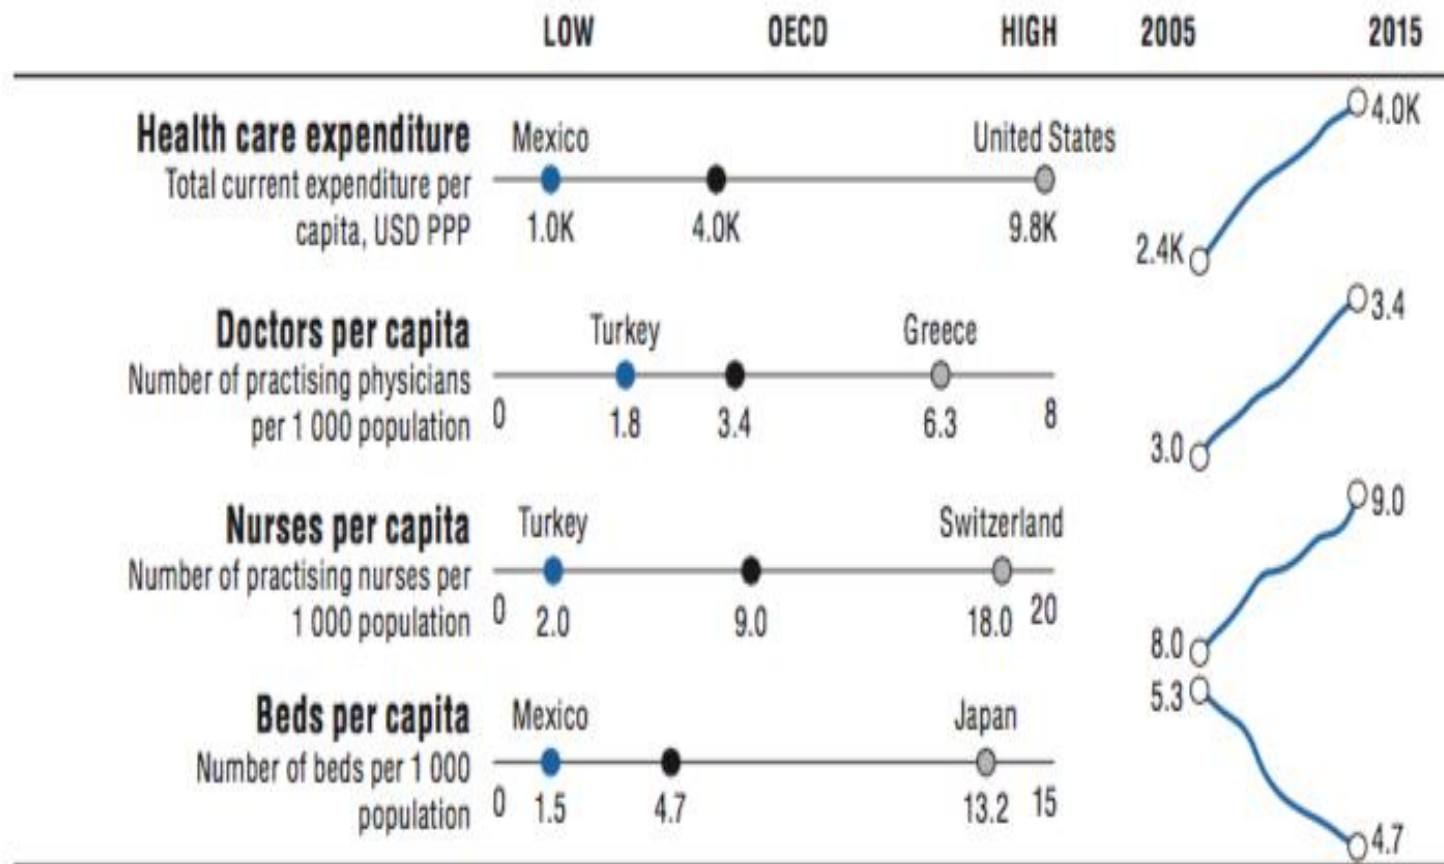 LOW OECD HIGH 2005 2015
Health care expenditure
Total current expenditure per
capita, USD PPP
Mexico United States
1.0K 4.0K 9.8K
2.4K 4.0K
Doctors per capita
Number of practising physicians
per 1 000 population
Turkey Greece
0 1.8 3.4 6.3 8
3.0 3.4
Nurses per capita
Number of practising nurses per
1 000 population
Turkey Switzerland
0 2.0 9.0 18.0 20
8.0 9.0
Beds per capita
Number of beds per 1 000
population
Mexico Japan
0 1.5 4.7 13.2 15
5.3 4.7